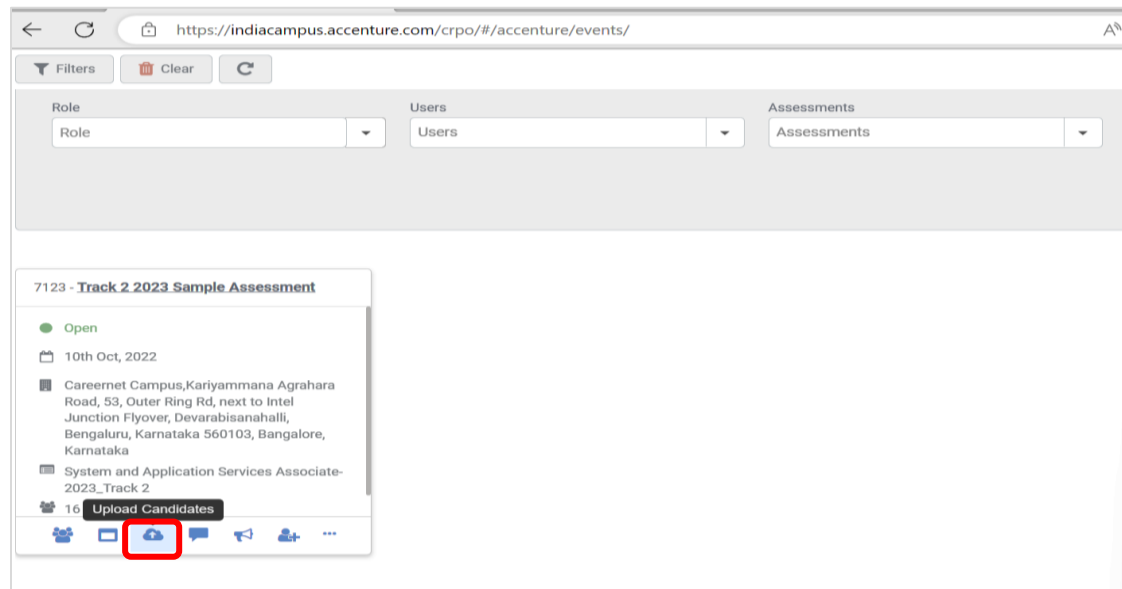 https://indiacampus.accenture.com/crpo/#/accenture/events/
A
Filters Clear
Role Users Assessments
Role Users Assessments
7123 - Track 2 2023 Sample Assessment
Open
10th Oct, 2022
Careernet Campus,Kariyammana Agrahara
Road, 53, Outer Ring Rd, next to Intel
Junction Flyover, Devarabisanahalli,
Bengaluru, Karnataka 560103, Bangalore,
Karnataka
System and Application Services Associate-
2023_Track 2
16 Upload Candidates